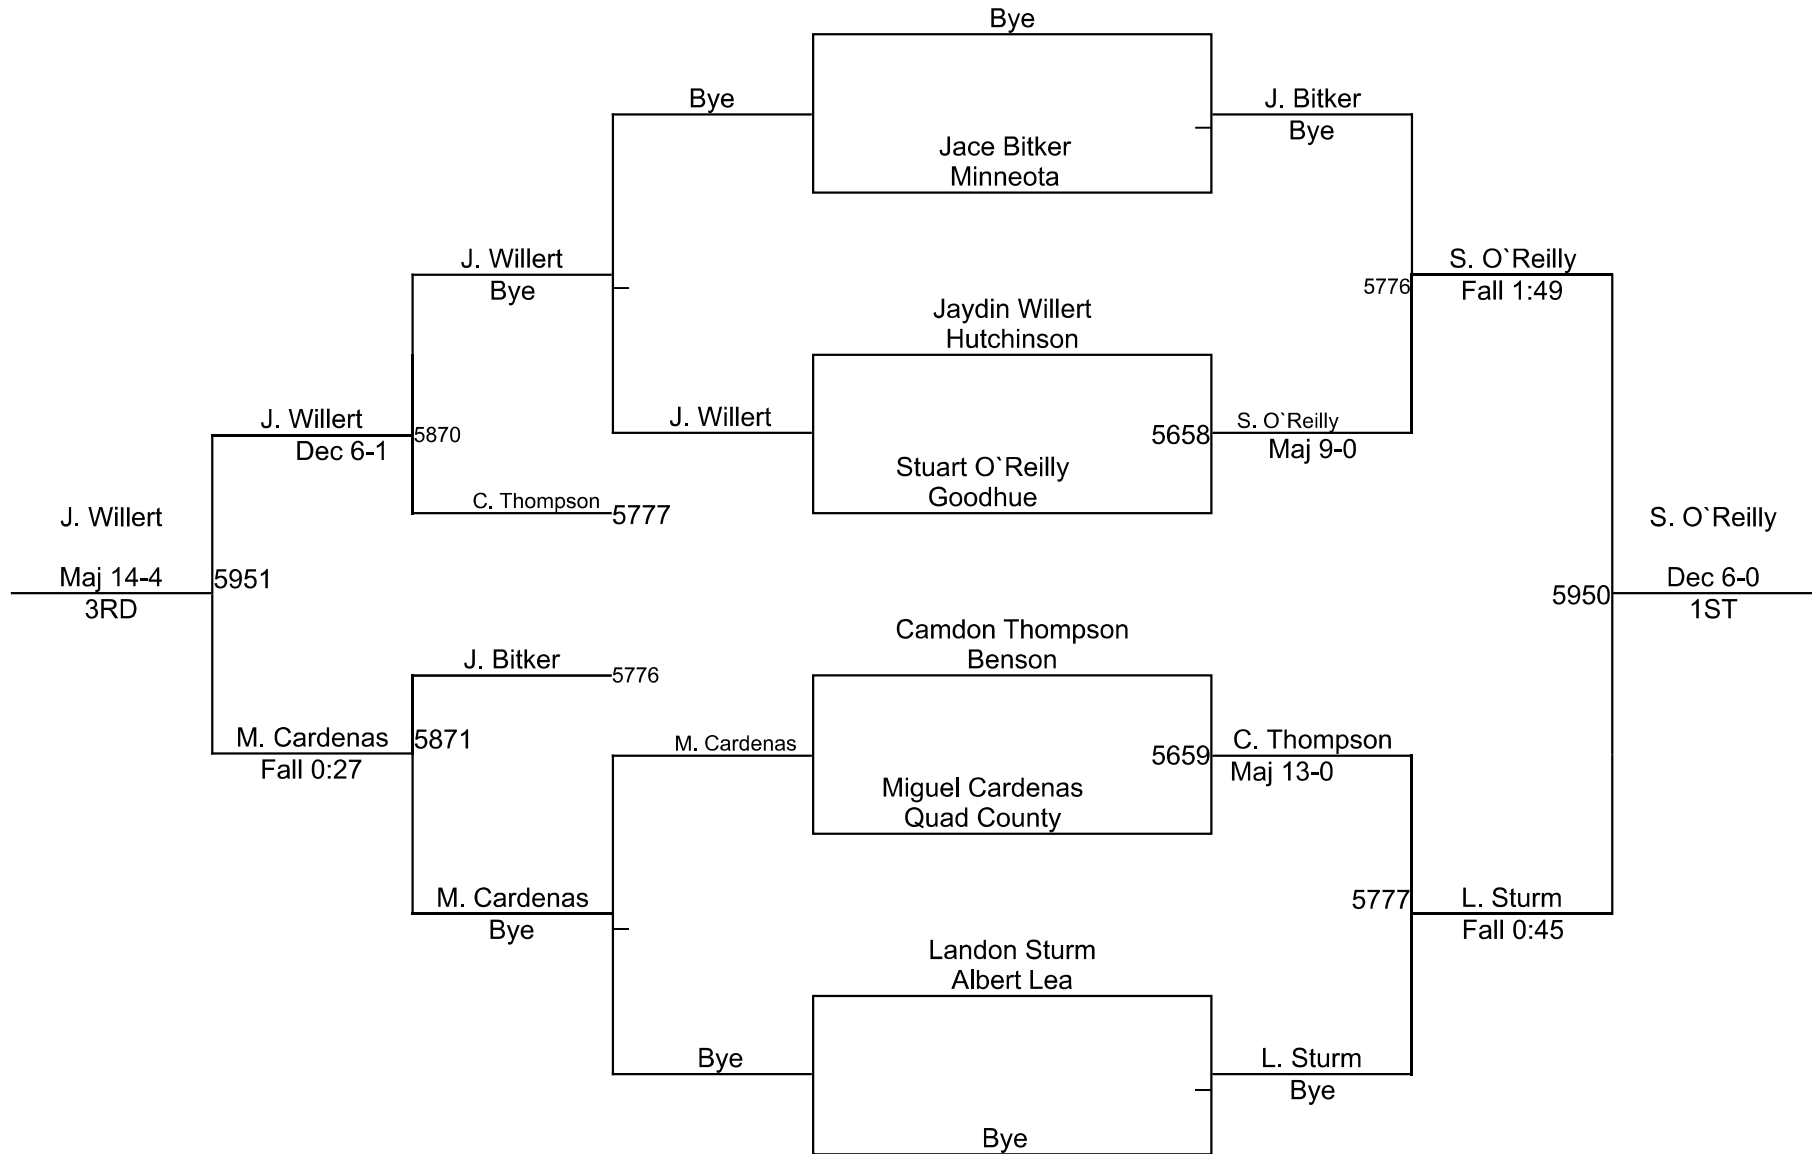 Bye
Bye
J. Bitker
Bye
Jace Bitker
Minneota
J. Willert
Bye
S. O`Reilly
5776
Fall 1:49
Jaydin Willert
Hutchinson
J. Willert
5870
Dec 6-1
J. Willert
5658
S. O`Reilly
Maj 9-0
Stuart O`Reilly
Goodhue
C. Thompson
5777
J. Willert
S. O`Reilly
Maj 14-4
5951
3RD
5950
Dec 6-0
1ST
Camdon Thompson
Benson
J. Bitker
5776
M. Cardenas
5871
Fall 0:27
M. Cardenas
5659
C. Thompson
Maj 13-0
Miguel Cardenas
Quad County
M. Cardenas
Bye
5777
L. Sturm
Fall 0:45
Landon Sturm
Albert Lea
Bye
L. Sturm
Bye
Bye